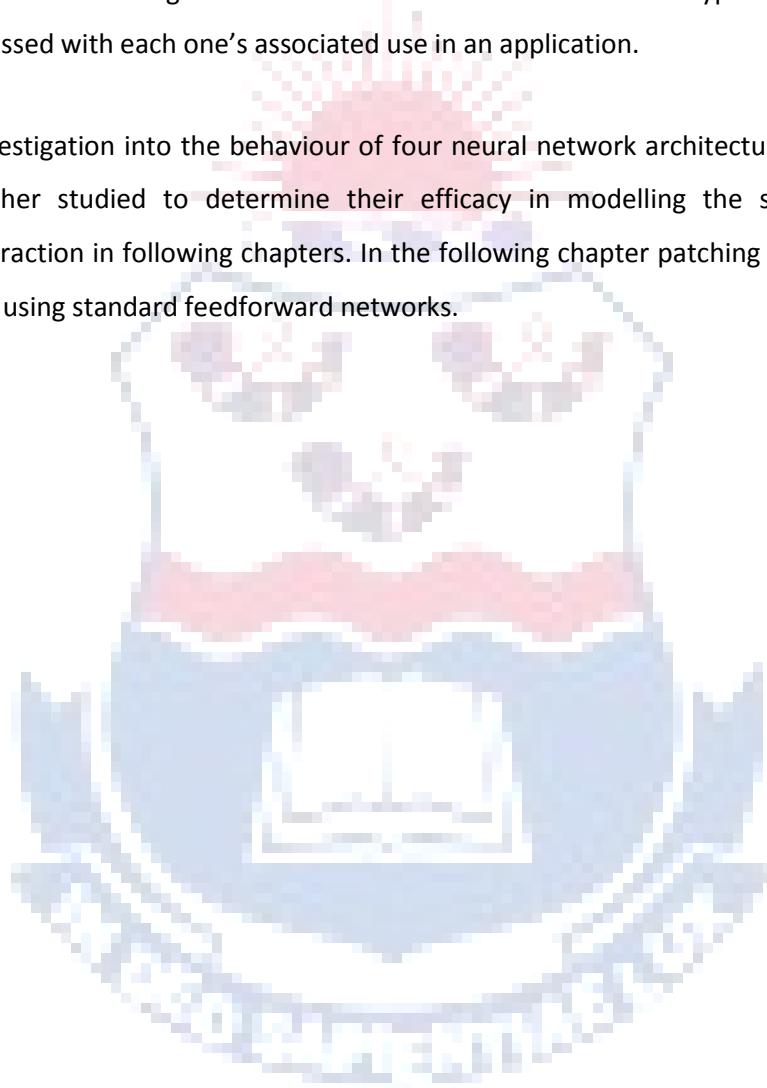 ssed with each one’s associated use in an application.
estigation into the behaviour of four neural network architectu
her studied to determine their efficacy in modelling the s
raction in following chapters. In the following chapter patching
using standard feedforward networks.